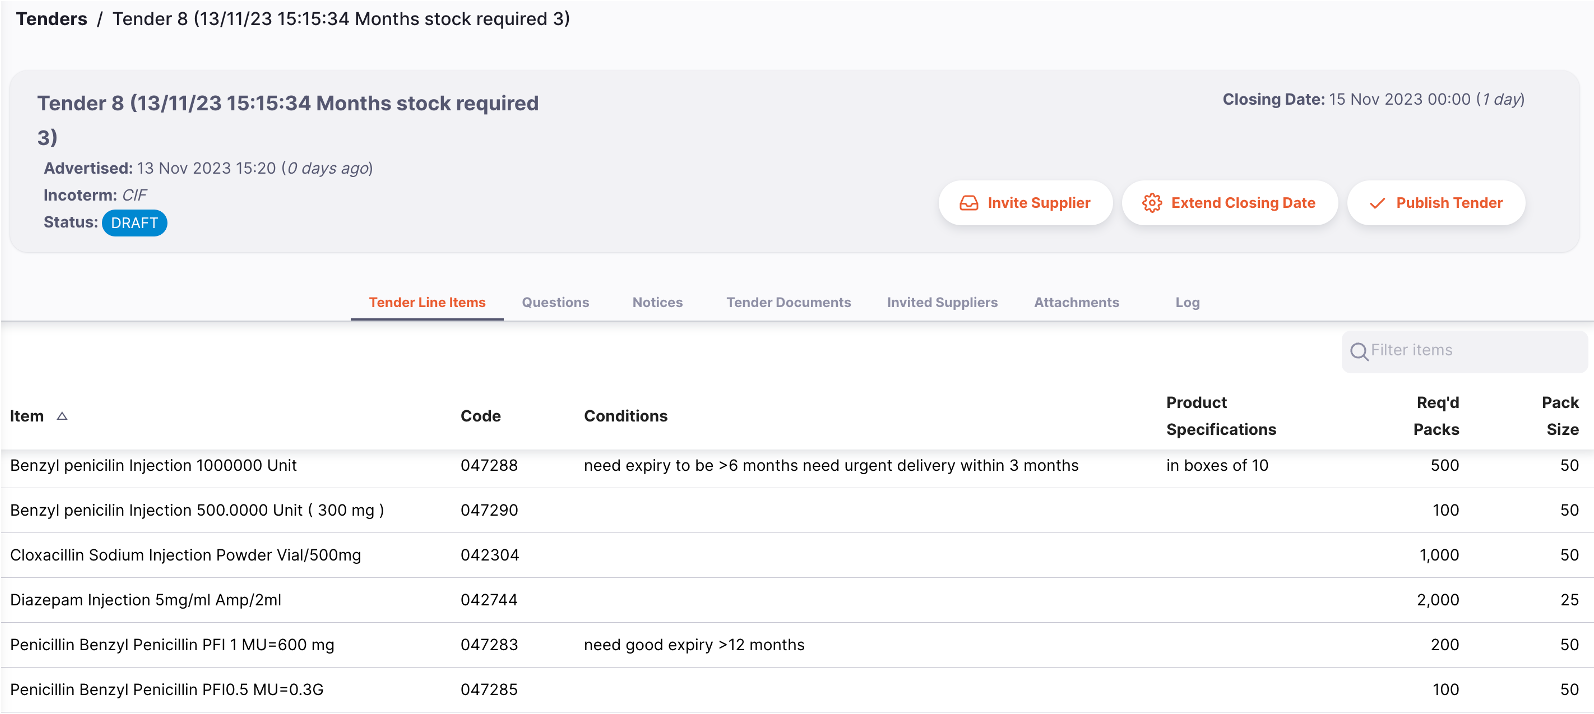 Tenders / Tender 8 (13/11/23 15:15:34 Months stock required 3)
Tender 8 (13/11/23 15:15:34 Months stock required
3)
Closing Date: 15 Nov 2023 00:00 (1 day)
Advertised: 13 Nov 2023 15:20 (0 days ago)
Incoterm: CIF
Status: DRAFT
Invite Supplier Extend Closing Date Publish Tender
Tender Line Items Questions Notices Tender Documents Invited Suppliers Attachments Log
Filter items
Item Code Conditions Product Specifications Req'd Packs Pack Size
Benzyl penicilin Injection 1000000 Unit 047288 need expiry to be >6 months need urgent delivery within 3 months in boxes of 10 500 50
Benzyl penicilin Injection 500.0000 Unit ( 300 mg ) 047290 100 50
Cloxacillin Sodium Injection Powder Vial/500mg 042304 1,000 50
Diazepam Injection 5mg/ml Amp/2ml 042744 2,000 25
Penicillin Benzyl Penicillin PFI 1 MU=600 mg 047283 need good expiry >12 months 200 50
Penicillin Benzyl Penicillin PFI0.5 MU=0.3G 047285 100 50